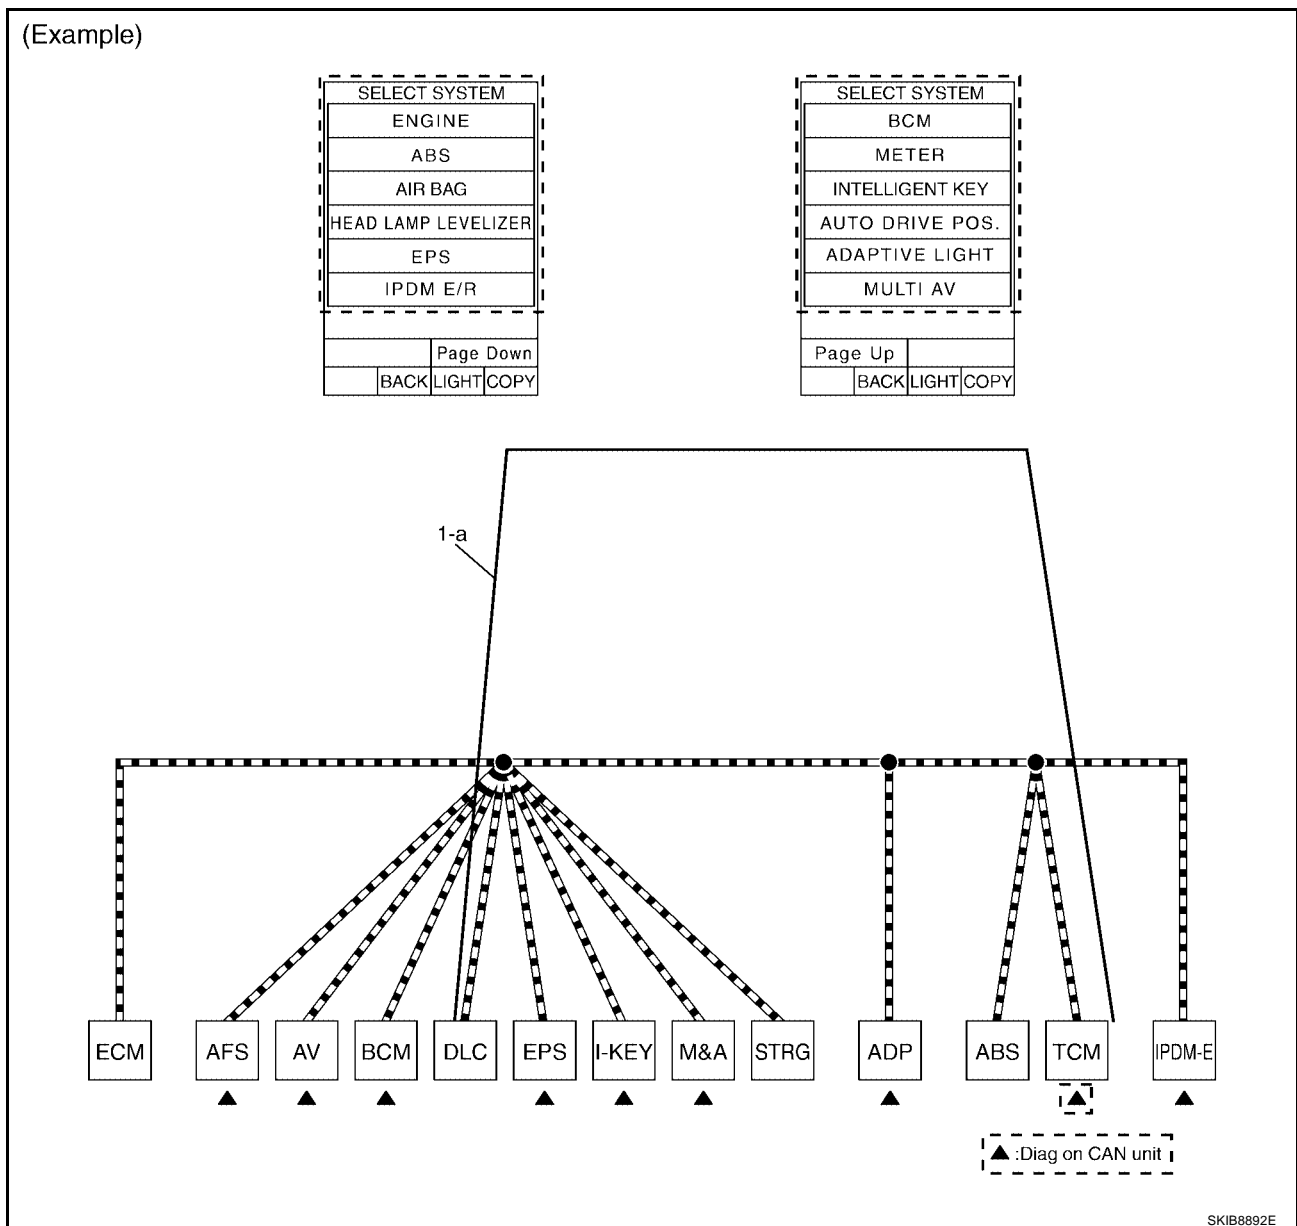 (Example)
SELECT SYSTEM
ENGINE
ABS
AIR BAG
HEAD LAMP LEVELIZER
EPS
IPDM E/R
Page Down
BACK LIGHT COPY
SELECT SYSTEM
BCM
METER
INTELLIGENT KEY
AUTO DRIVE POS.
ADAPTIVE LIGHT
MULTI AV
Page Up
BACK LIGHT COPY
1-a
ECM AFS AV BCM DLC EPS I-KEY M&A STRG ADP ABS TCM IPDM-E
▲ :Diag on CAN unit
SKIB8892E